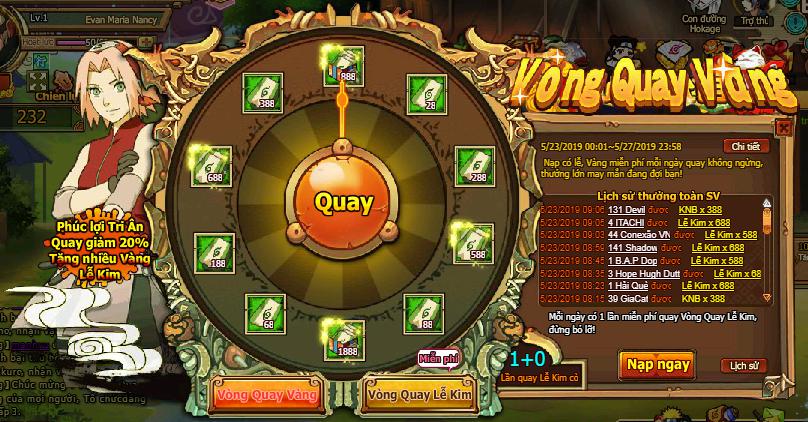 Lv.1
Evan Maria Nancy
Con đường
Hokage
Trợ thủ
Vòng Quay Vàng
232
Phúc lợi Tri Ân
Quay giảm 20%
Tặng nhiều Vàng
Lễ Kim
888
28
288
588
88
1888
68
188
688
388
Quay
5/23/2019 00:01~5/27/2019 23:58
Chi tiết
Nạp có lễ, Vàng miễn phí mỗi ngày quay không ngừng,
thưởng lớn may mắn đang đợi bạn!
Lịch sử thưởng toàn SV
5/23/2019 09:06 131 Devil được KNB x 388
5/23/2019 09:05 4 ITACHI được Lễ Kim x 688
5/23/2019 09:03 44 Conexão VN được Lễ Kim x 588
5/23/2019 08:59 141 Shadow được Lễ Kim x 688
5/23/2019 08:45 1 B.A.P Dop được Lễ Kim x 588
5/23/2019 08:35 3 Hope Hugh Dutt được Lễ Kim x 68
5/23/2019 08:23 1 Hải Quê được Lễ Kim x 688
5/23/2019 08:15 39 GiaCat được KNB x 388
Mỗi ngày có 1 lần miễn phí quay Vòng Quay Lễ Kim,
đừng bỏ lỡ!
1+0
Lần quay Lễ Kim có
Nạp ngay
Lịch sử
Miễn phí
Vòng Quay Vàng
Vòng Quay Lễ Kim